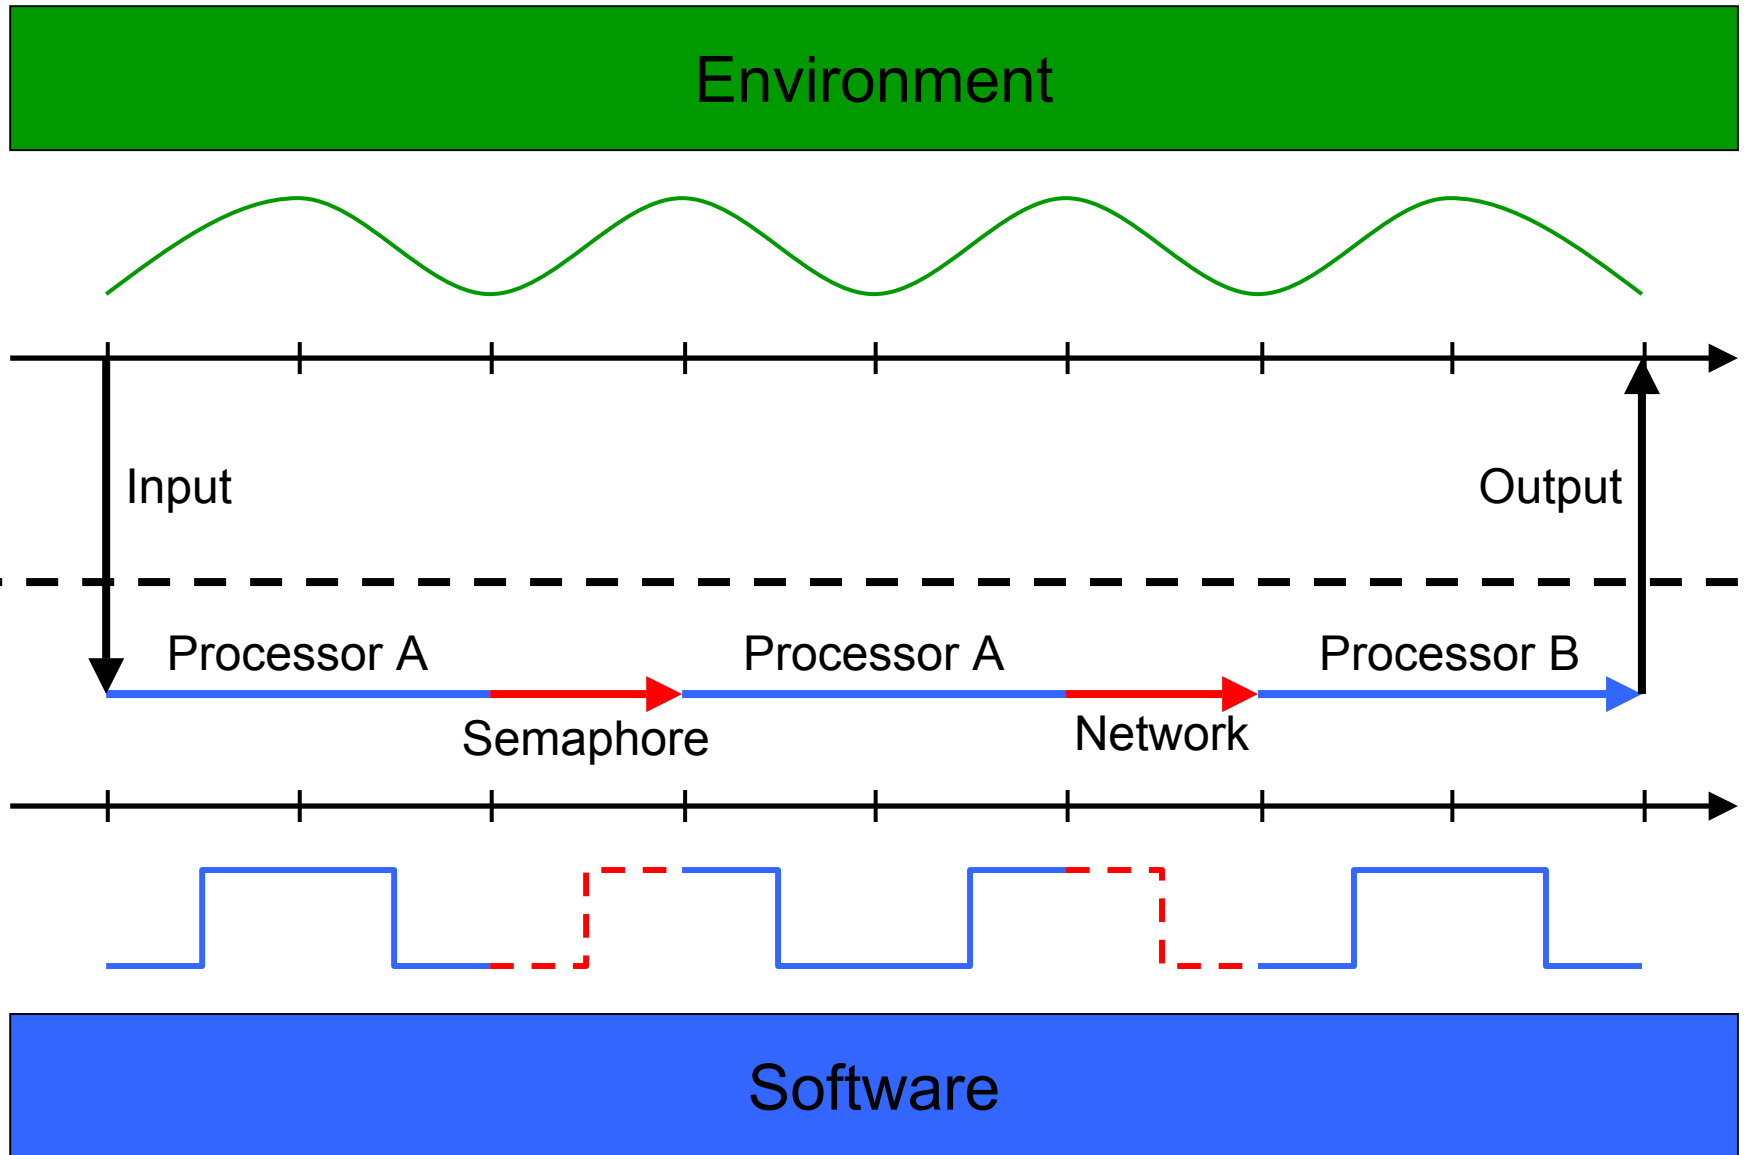 Environment
Input
Output
Processor A
Processor A
Processor B
Semaphore
Network
Software